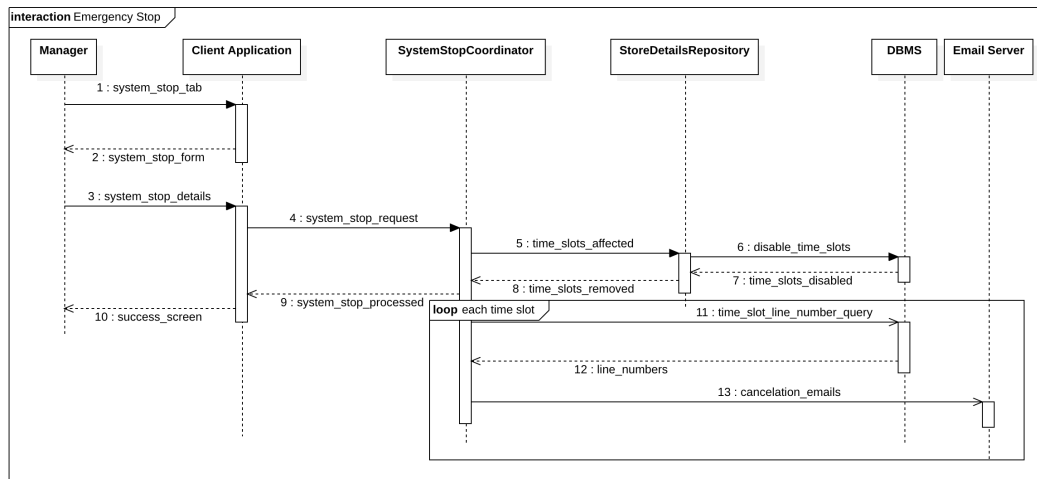 interaction Emergency Stop
Manager
Client Application
SystemStopCoordinator
StoreDetailsRepository
DBMS
Email Server
1 : system_stop_tab
2 : system_stop_form
3 : system_stop_details
4 : system_stop_request
5 : time_slots_affected
6 : disable_time_slots
7 : time_slots_disabled
8 : time_slots_removed
9 : system_stop_processed
10 : success_screen
loop each time slot
11 : time_slot_line_number_query
12 : line_numbers
13 : cancelation_emails